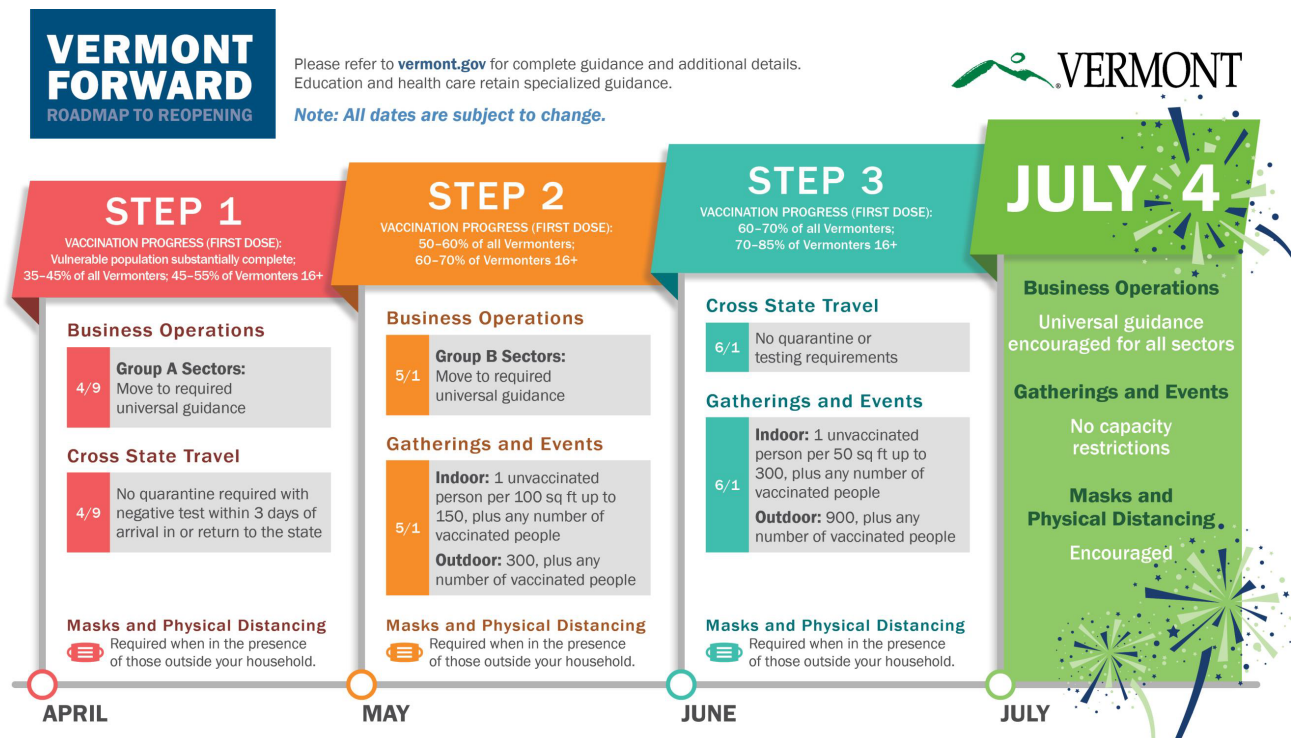 VERMONT
FORWARD
ROADMAP TO REOPENING
Please refer to vermont.gov for complete guidance and additional details.
Education and health care retain specialized guidance.
Note: All dates are subject to change.
VERMONT
STEP 1
VACCINATION PROGRESS (FIRST DOSE):
Vulnerable population substantially complete;
35–45% of all Vermonters; 45–55% of Vermonters 16+
Business Operations
4/9
Group A Sectors:
Move to required
universal guidance
Cross State Travel
4/9
No quarantine required with
negative test within 3 days of
arrival in or return to the state
Masks and Physical Distancing
Required when in the presence
of those outside your household.
APRIL
STEP 2
VACCINATION PROGRESS (FIRST DOSE):
50–60% of all Vermonters;
60–70% of Vermonters 16+
Business Operations
5/1
Group B Sectors:
Move to required
universal guidance
Gatherings and Events
5/1
Indoor: 1 unvaccinated
person per 100 sq ft up to
150, plus any number of
vaccinated people
Outdoor: 300, plus any
number of vaccinated people
Masks and Physical Distancing
Required when in the presence
of those outside your household.
MAY
STEP 3
VACCINATION PROGRESS (FIRST DOSE):
60–70% of all Vermonters;
70–85% of Vermonters 16+
Cross State Travel
6/1
No quarantine or
testing requirements
Gatherings and Events
6/1
Indoor: 1 unvaccinated
person per 50 sq ft up to
300, plus any number of
vaccinated people
Outdoor: 900, plus any
number of vaccinated people
Masks and Physical Distancing
Required when in the presence
of those outside your household.
JUNE
JULY 4
Business Operations
Universal guidance
encouraged for all sectors
Gatherings and Events
No capacity
restrictions
Masks and
Physical Distancing
Encouraged
JULY